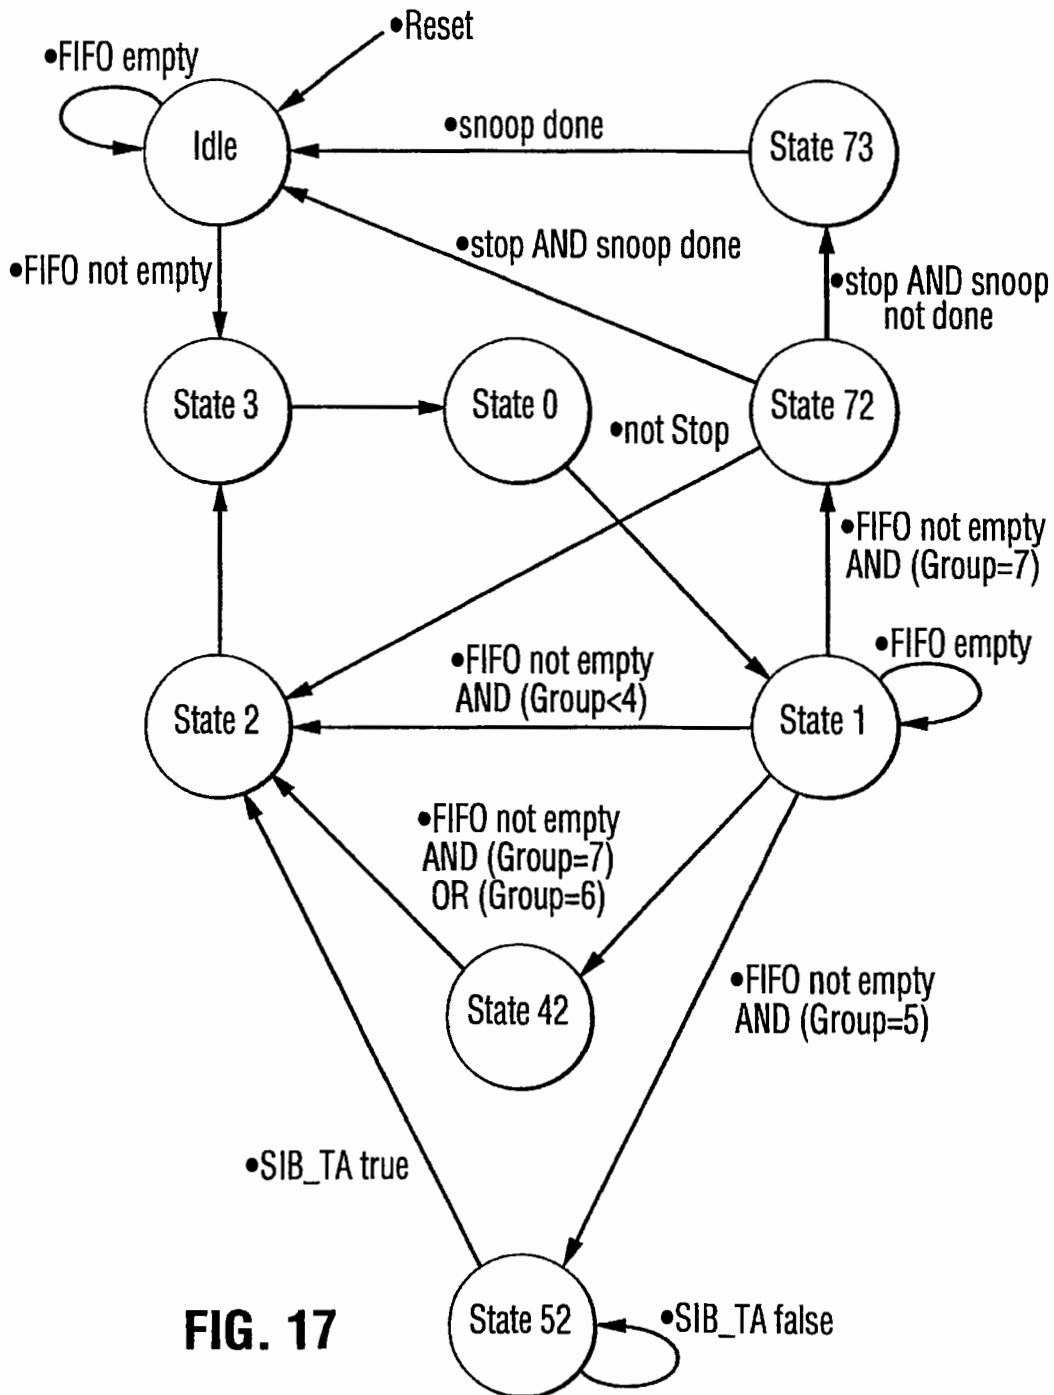 •Reset
•FIFO empty
Idle
•snoop done
State 73
•stop AND snoop done
•FIFO not empty
•stop AND snoop
not done
State 3
State 0
•not Stop
State 72
•FIFO not empty
AND (Group=7)
•FIFO empty
•FIFO not empty
AND (Group<4)
State 2
State 1
•FIFO not empty
AND (Group=7)
OR (Group=6)
•FIFO not empty
AND (Group=5)
State 42
•SIB_TA true
State 52
•SIB_TA false
FIG. 17